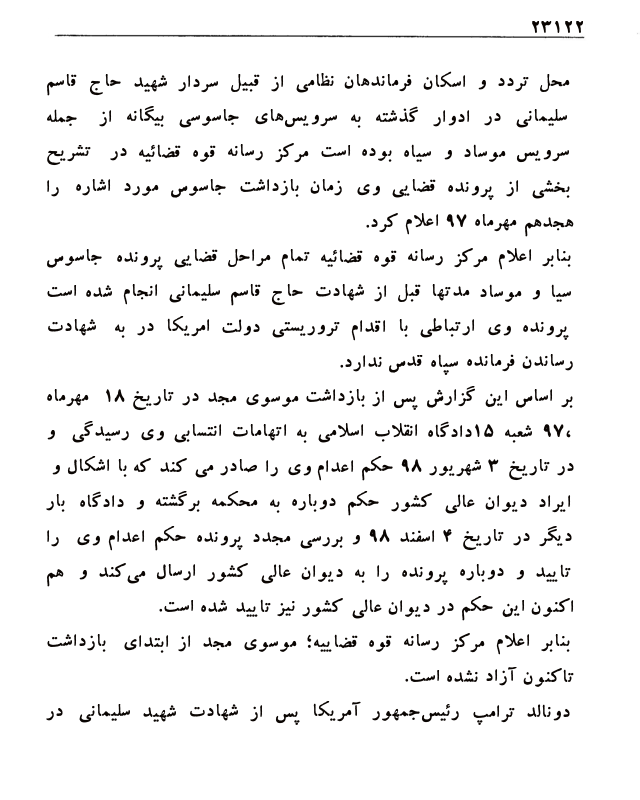 ۲۳۱۲۲
محل تردد و اسکان فرماندهان نظامی از قبیل سردار شهید حاج قاسم
سلیمانی در ادوار گذشته به سرویس‌های جاسوسی بیگانه از جمله
سرویس موساد و سیاه بوده است مرکز رسانه قوه قضائیه در تشریح
بخشی از پرونده قضایی وی زمان بازداشت جاسوس مورد اشاره را
هجدهم مهرماه ۹۷ اعلام کرد.
بنابر اعلام مرکز رسانه قوه قضائیه تمام مراحل قضایی پرونده جاسوس
سیا و موساد مدتها قبل از شهادت حاج قاسم سلیمانی انجام شده است
پرونده وی ارتباطی با اقدام تروریستی دولت امریکا در به شهادت
رساندن فرمانده سپاه قدس ندارد.
بر اساس این گزارش پس از بازداشت موسوی مجد در تاریخ ۱۸ مهرماه
۹۷، شعبه ۱۵دادگاه انقلاب اسلامی به اتهامات انتسابی وی رسیدگی و
در تاریخ ۳ شهریور ۹۸ حکم اعدام وی را صادر می کند که با اشکال و
ایراد دیوان عالی کشور حکم دوباره به محکمه برگشته و دادگاه بار
دیگر در تاریخ ۴ اسفند ۹۸ و بررسی مجدد پرونده حکم اعدام وی را
تایید و دوباره پرونده را به دیوان عالی کشور ارسال می‌کند و هم
اکنون این حکم در دیوان عالی کشور نیز تایید شده است.
بنابر اعلام مرکز رسانه قوه قضاییه؛ موسوی مجد از ابتدای بازداشت
تاکنون آزاد نشده است.
دونالد ترامپ رئیس‌جمهور آمریکا پس از شهادت شهید سلیمانی در